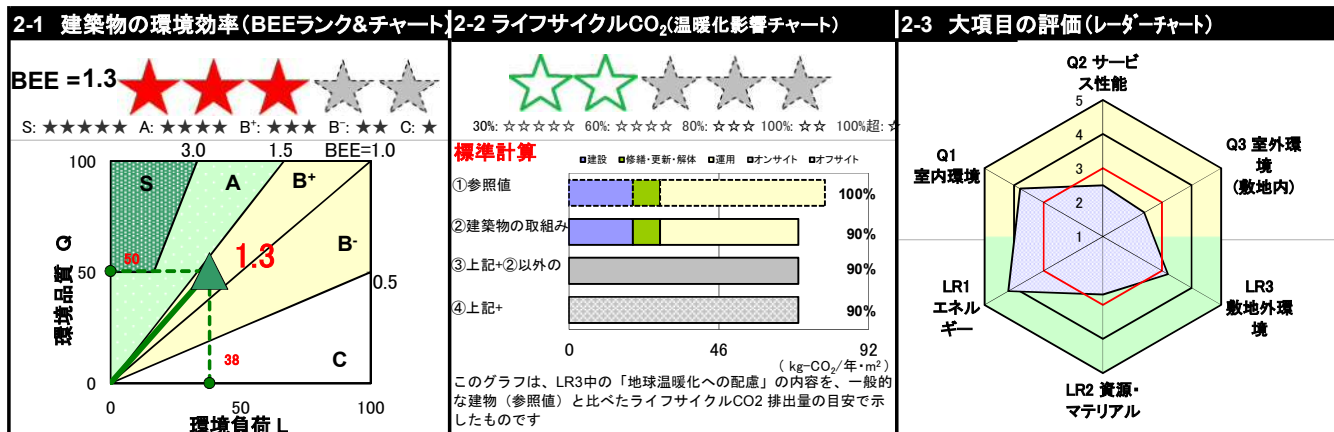 2-1 建築物の環境効率(BEEランク&チャート)
BEE = 1.3
S: ★★★★★ A: ★★★★ B+: ★★★ B-: ★★ C: ★
3.0 1.5 BEE=1.0
100
S A B+
B-
1.3
50
50
0.5
環境品質 Q
38
C
0
0 50 100
環境負荷 L
2-2 ライフサイクルCO2(温暖化影響チャート)
30%: ☆☆☆☆☆ 60%: ☆☆☆☆ 80%: ☆☆☆ 100%: ☆☆ 100%超: ☆
標準計算
■建設 ■修繕・更新・解体 □運用 ■オンサイト ■オフサイト
①参照値 100%
②建築物の取組み 90%
③上記+②以外の 90%
④上記+ 90%
0 46 92
( kg-CO2/年・m2 )
このグラフは、LR3中の「地球温暖化への配慮」の内容を、一般的
な建物(参照値)と比べたライフサイクルCO2 排出量の目安で示
したものです
2-3 大項目の評価(レーダーチャート)
Q2 サービ
ス性能
5
4
3
2
1
Q1
室内環境
Q3 室外環
境
(敷地内)
LR1
エネル
ギー
LR3
敷地外環
境
LR2 資源・
マテリアル